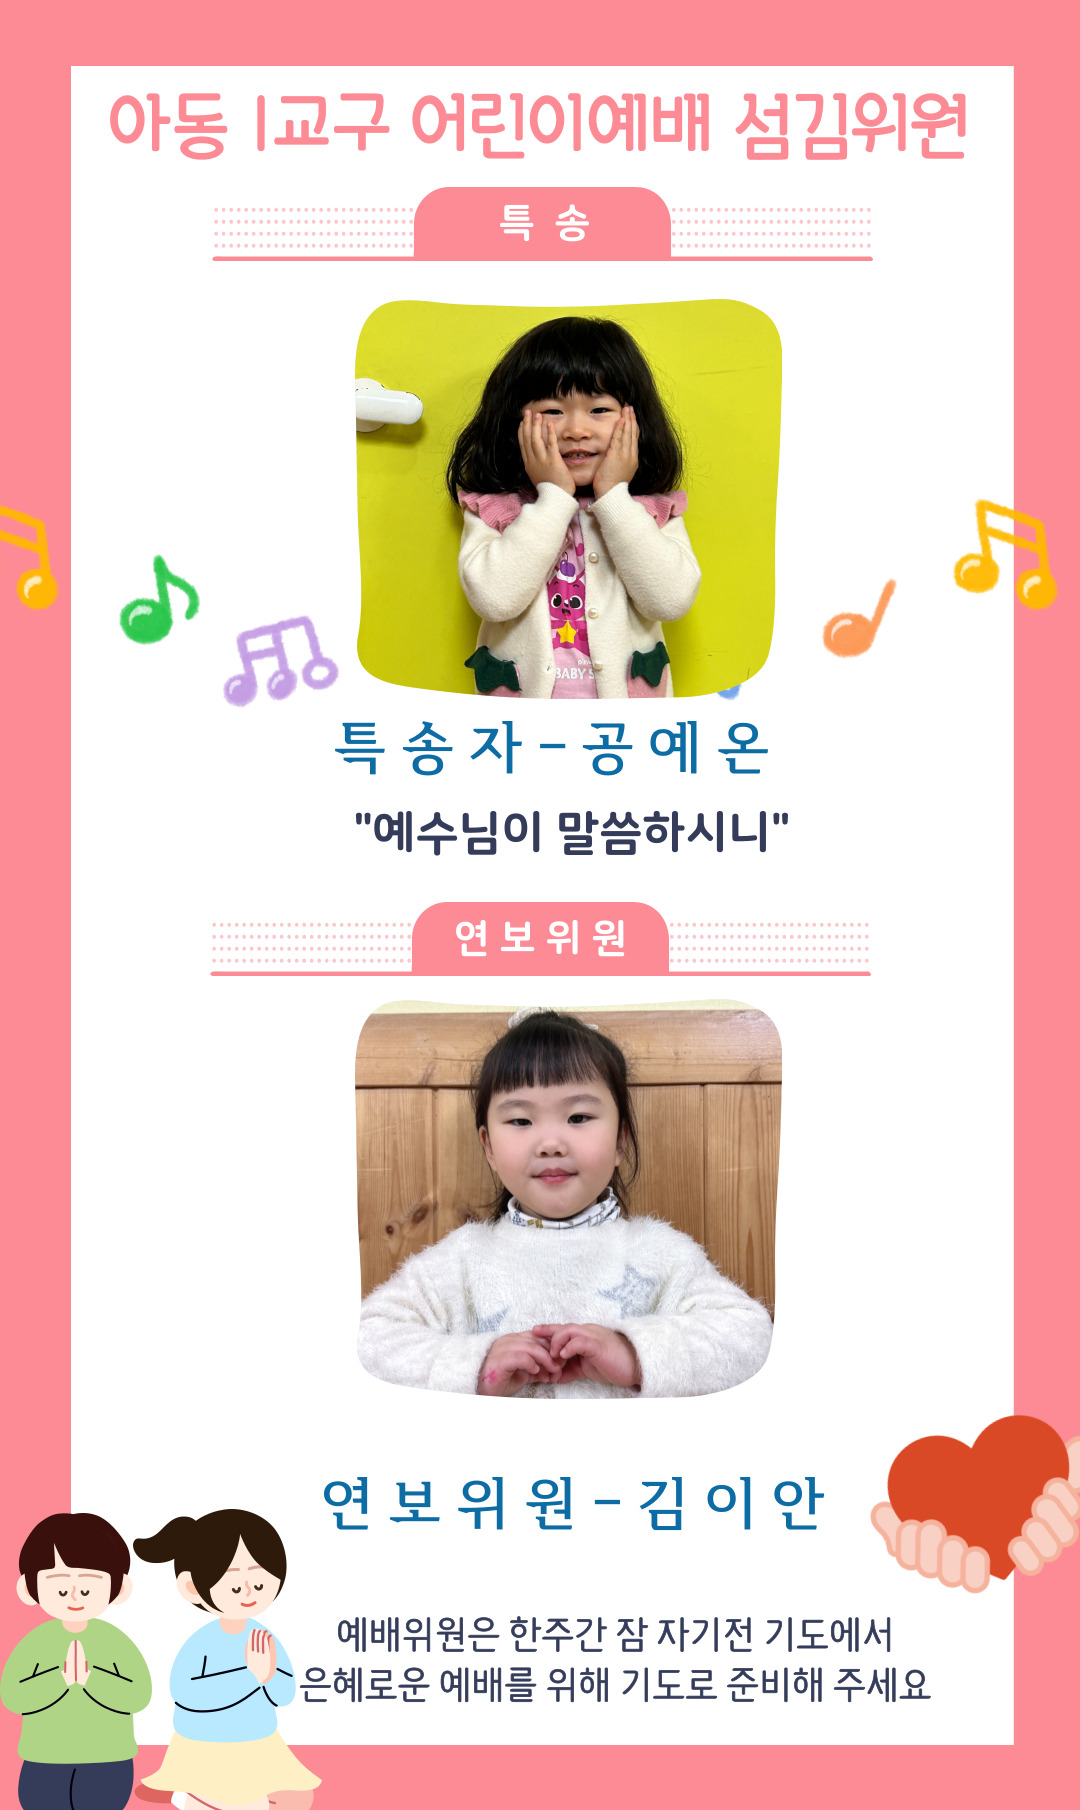 아동 1교구 어린이예배 섬김위원
특 송
BABY S
특송자-공예온
"예수님이 말씀하시니"
연보위원
연보위원-김이안
예배위원은 한주간 잠 자기전 기도에서
은혜로운 예배를 위해 기도로 준비해 주세요